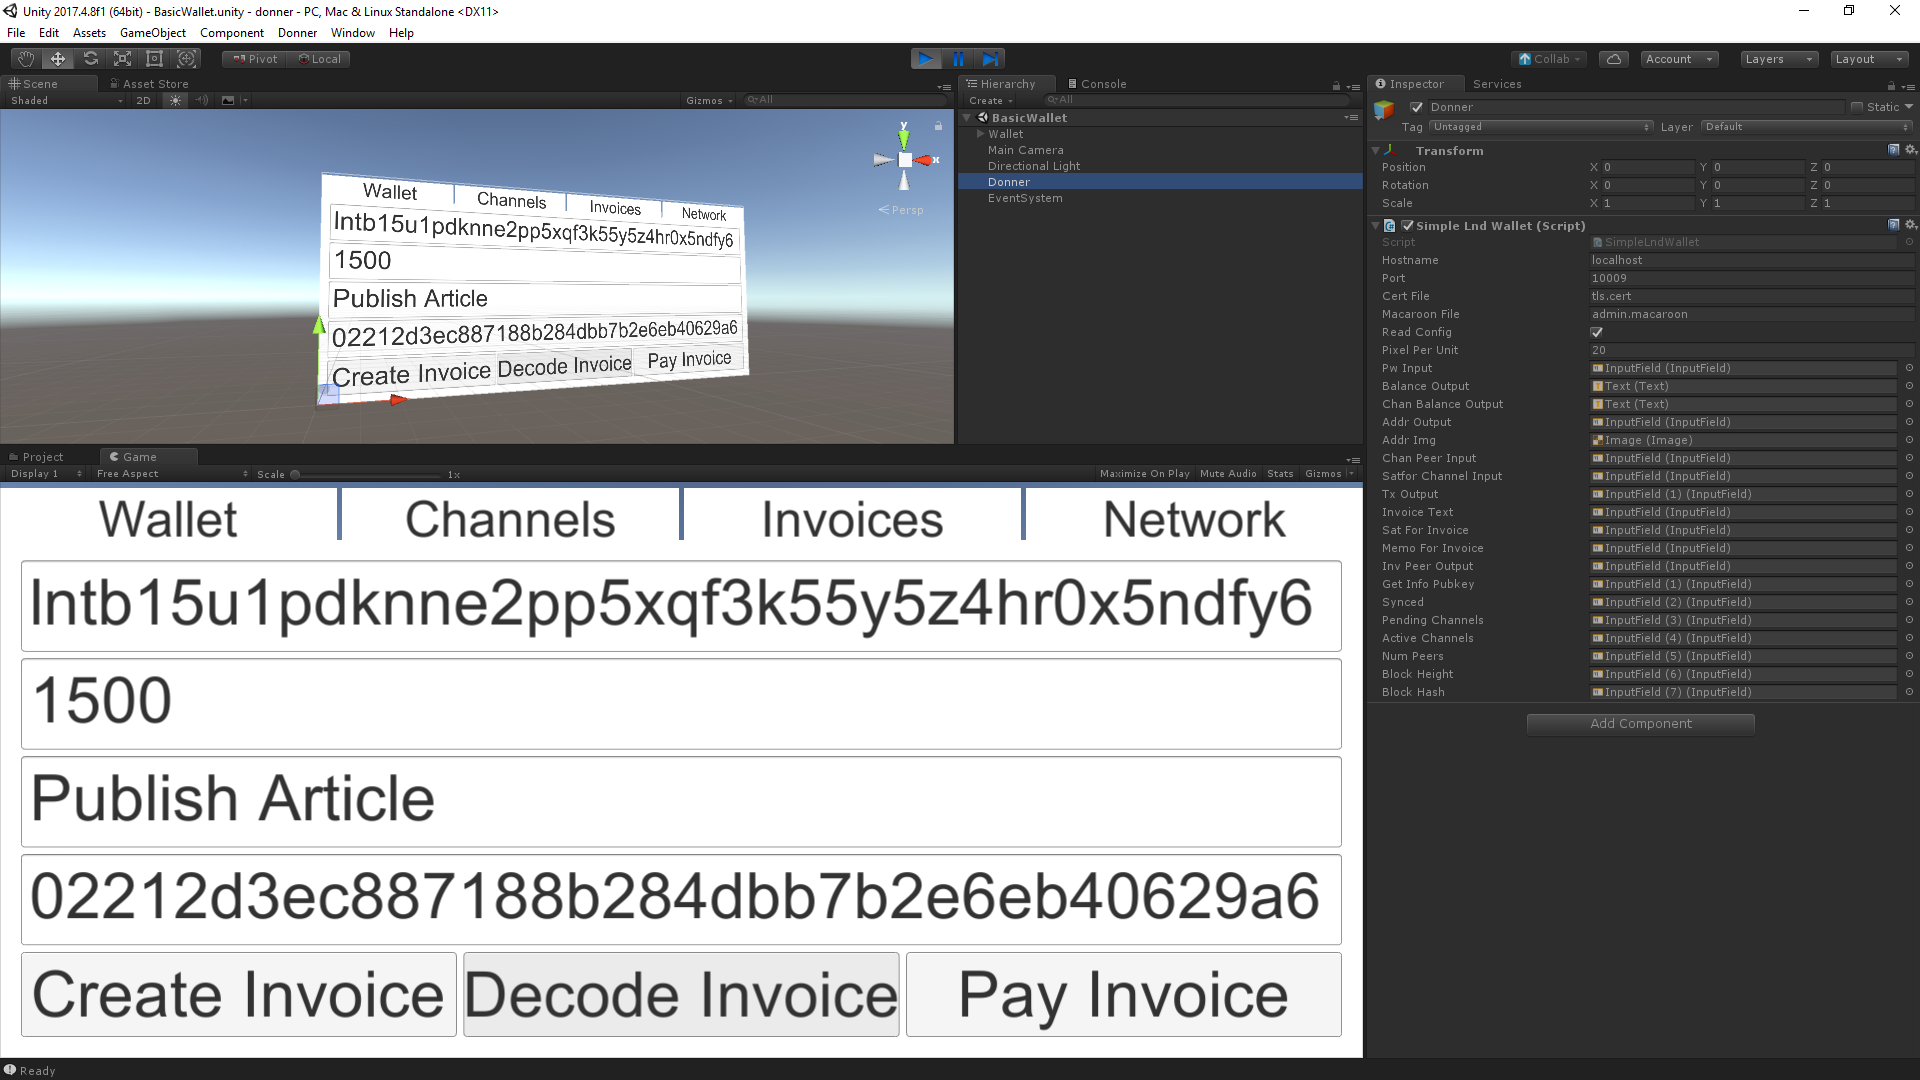 Unity 2017.4.8f1 (64bit) - BasicWallet.unity - donner - PC, Mac & Linux Standalone <DX11>
File Edit Assets GameObject Component Donner Window Help
Pivot Local Collab Account Layers Layout
Scene Asset Store
Shaded 2D Gizmos All
y
x
Persp
Wallet Channels Invoices Network
lntb15u1pdknne2pp5xqf3k55y5z4hr0x5ndfy6
1500
Publish Article
02212d3ec887188b284dbb7b2e6eb40629a6
Create Invoice Decode Invoice Pay Invoice
Hierarchy Console
Create All
BasicWallet
Wallet
Main Camera
Directional Light
Donner
EventSystem
Project Game
Display 1 Free Aspect Scale 1x Maximize On Play Mute Audio Stats Gizmos
Wallet Channels Invoices Network
lntb15u1pdknne2pp5xqf3k55y5z4hr0x5ndfy6
1500
Publish Article
02212d3ec887188b284dbb7b2e6eb40629a6
Create Invoice Decode Invoice Pay Invoice
Inspector Services
Donner Static
Tag Untagged Layer Default
Transform
Position X 0 Y 0 Z 0
Rotation X 0 Y 0 Z 0
Scale X 1 Y 1 Z 1
Simple Lnd Wallet (Script)
Script SimpleLndWallet
Hostname localhost
Port 10009
Cert File tls.cert
Macaroon File admin.macaroon
Read Config
Pixel Per Unit 20
Pw Input InputField (InputField)
Balance Output Text (Text)
Chan Balance Output Text (Text)
Addr Output InputField (InputField)
Addr Img Image (Image)
Chan Peer Input InputField (InputField)
Satfor Channel Input InputField (InputField)
Tx Output InputField (1) (InputField)
Invoice Text InputField (InputField)
Sat For Invoice InputField (InputField)
Memo For Invoice InputField (InputField)
Inv Peer Output InputField (InputField)
Get Info Pubkey InputField (1) (InputField)
Synced InputField (2) (InputField)
Pending Channels InputField (3) (InputField)
Active Channels InputField (4) (InputField)
Num Peers InputField (5) (InputField)
Block Height InputField (6) (InputField)
Block Hash InputField (7) (InputField)
Add Component
Ready